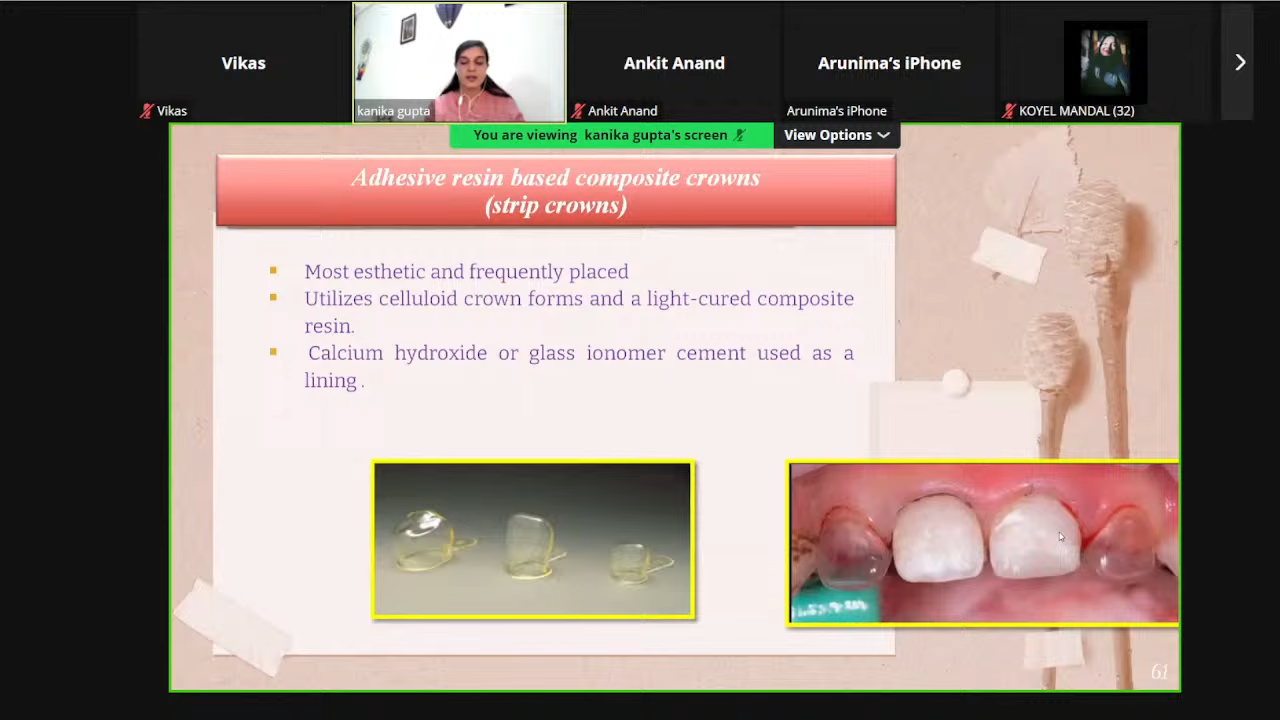 Vikas
Ankit Anand
Arunima's iPhone
Vikas
kanika gupta
Ankit Anand
Arunima's iPhone
KOYEL MANDAL (32)
You are viewing kanika gupta's screen
View Options
Adhesive resin based composite crowns
(strip crowns)
Most esthetic and frequently placed
Utilizes celluloid crown forms and a light-cured composite
resin.
Calcium hydroxide or glass ionomer cement used as a
lining .
61